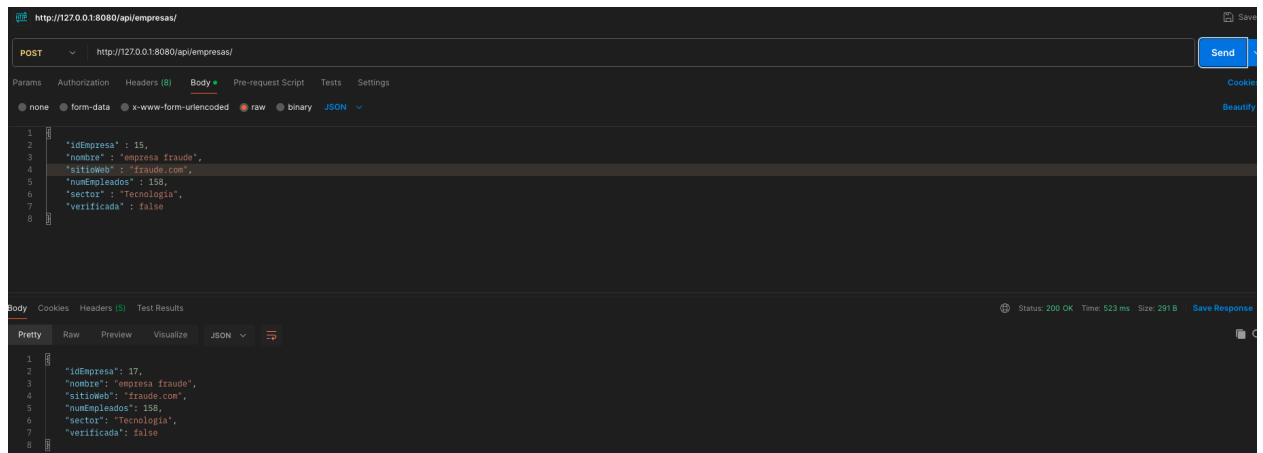 HTTP http://127.0.0.1:8080/api/empresas/ Save
POST http://127.0.0.1:8080/api/empresas/ Send
Params Authorization Headers (8) Body Pre-request Script Tests Settings Cookies
none form-data x-www-form-urlencoded raw binary JSON Beautify
1 {
2 "idEmpresa" : 15,
3 "nombre" : "empresa fraude",
4 "sitioWeb" : "fraude.com",
5 "numEmpleados" : 158,
6 "sector" : "Tecnología",
7 "verificada" : false
8 }
Body Cookies Headers (5) Test Results Status: 200 OK Time: 523 ms Size: 291 B Save Response
Pretty Raw Preview Visualize JSON
1 {
2 "idEmpresa": 17,
3 "nombre": "empresa fraude",
4 "sitioWeb": "fraude.com",
5 "numEmpleados": 158,
6 "sector": "Tecnología",
7 "verificada": false
8 }